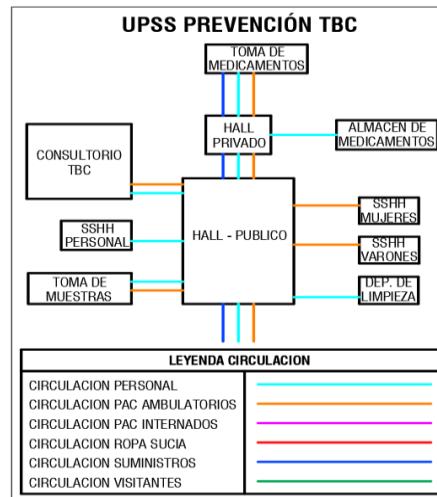 UPSS PREVENCIÓN TBC
TOMA DE
MEDICAMENTOS
HALL
PRIVADO
ALMACEN DE
MEDICAMENTOS
CONSULTORIO
TBC
SSHH
PERSONAL
HALL - PUBLICO
SSHH
MUJERES
SSHH
VARONES
TOMA DE
MUESTRAS
DEP. DE
LIMPIEZA
LEYENDA CIRCULACION
CIRCULACION PERSONAL
CIRCULACION PAC AMBULATORIOS
CIRCULACION PAC INTERNADOS
CIRCULACION ROPA SUCIA
CIRCULACION SUMINISTROS
CIRCULACION VISITANTES